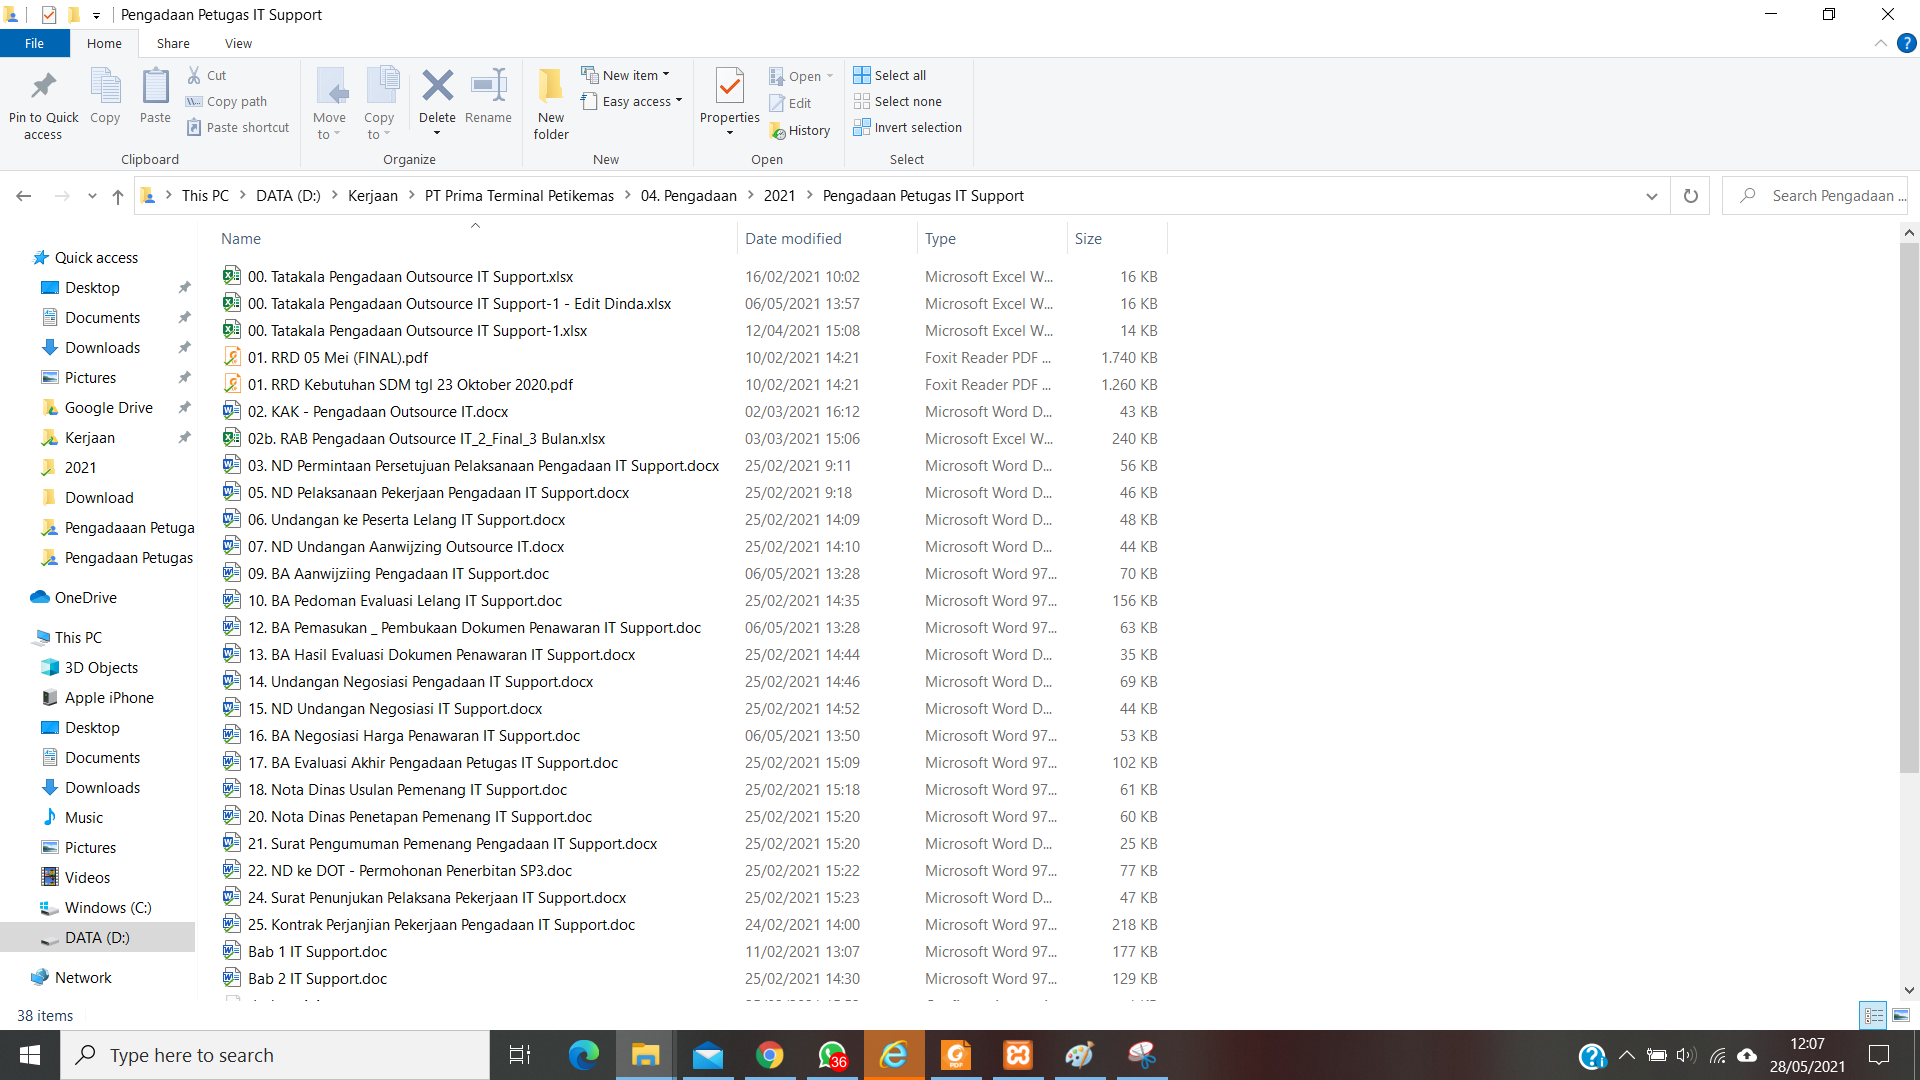 Pengadaan Petugas IT Support
File Home Share View
Pin to Quick access
Copy
Paste
Cut
Copy path
Paste shortcut
Clipboard
Move to
Copy to
Delete
Rename
Organize
New folder
New item
Easy access
New
Properties
Open
Edit
History
Open
Select all
Select none
Invert selection
Select
This PC > DATA (D:) > Kerjaan > PT Prima Terminal Petikemas > 04. Pengadaan > 2021 > Pengadaan Petugas IT Support
Search Pengadaan ...
Quick access
Desktop
Documents
Downloads
Pictures
Google Drive
Kerjaan
2021
Download
Pengadaaan Petuga
Pengadaan Petugas
OneDrive
This PC
3D Objects
Apple iPhone
Desktop
Documents
Downloads
Music
Pictures
Videos
Windows (C:)
DATA (D:)
Network
Name Date modified Type Size
00. Tatakala Pengadaan Outsource IT Support.xlsx 16/02/2021 10:02 Microsoft Excel W... 16 KB
00. Tatakala Pengadaan Outsource IT Support-1 - Edit Dinda.xlsx 06/05/2021 13:57 Microsoft Excel W... 16 KB
00. Tatakala Pengadaan Outsource IT Support-1.xlsx 12/04/2021 15:08 Microsoft Excel W... 14 KB
01. RRD 05 Mei (FINAL).pdf 10/02/2021 14:21 Foxit Reader PDF ... 1.740 KB
01. RRD Kebutuhan SDM tgl 23 Oktober 2020.pdf 10/02/2021 14:21 Foxit Reader PDF ... 1.260 KB
02. KAK - Pengadaan Outsource IT.docx 02/03/2021 16:12 Microsoft Word D... 43 KB
02b. RAB Pengadaan Outsource IT_2_Final_3 Bulan.xlsx 03/03/2021 15:06 Microsoft Excel W... 240 KB
03. ND Permintaan Persetujuan Pelaksanaan Pengadaan IT Support.docx 25/02/2021 9:11 Microsoft Word D... 56 KB
05. ND Pelaksanaan Pekerjaan Pengadaan IT Support.docx 25/02/2021 9:18 Microsoft Word D... 46 KB
06. Undangan ke Peserta Lelang IT Support.docx 25/02/2021 14:09 Microsoft Word D... 48 KB
07. ND Undangan Aanwijzing Outsource IT.docx 25/02/2021 14:10 Microsoft Word D... 44 KB
09. BA Aanwijziing Pengadaan IT Support.doc 06/05/2021 13:28 Microsoft Word 97... 70 KB
10. BA Pedoman Evaluasi Lelang IT Support.doc 25/02/2021 14:35 Microsoft Word 97... 156 KB
12. BA Pemasukan _ Pembukaan Dokumen Penawaran IT Support.doc 06/05/2021 13:28 Microsoft Word 97... 63 KB
13. BA Hasil Evaluasi Dokumen Penawaran IT Support.docx 25/02/2021 14:44 Microsoft Word D... 35 KB
14. Undangan Negosiasi Pengadaan IT Support.docx 25/02/2021 14:46 Microsoft Word D... 69 KB
15. ND Undangan Negosiasi IT Support.docx 25/02/2021 14:52 Microsoft Word D... 44 KB
16. BA Negosiasi Harga Penawaran IT Support.doc 06/05/2021 13:50 Microsoft Word 97... 53 KB
17. BA Evaluasi Akhir Pengadaan Petugas IT Support.doc 25/02/2021 15:09 Microsoft Word 97... 102 KB
18. Nota Dinas Usulan Pemenang IT Support.doc 25/02/2021 15:18 Microsoft Word 97... 61 KB
20. Nota Dinas Penetapan Pemenang IT Support.doc 25/02/2021 15:20 Microsoft Word 97... 60 KB
21. Surat Pengumuman Pemenang Pengadaan IT Support.docx 25/02/2021 15:20 Microsoft Word D... 25 KB
22. ND ke DOT - Permohonan Penerbitan SP3.doc 25/02/2021 15:22 Microsoft Word 97... 77 KB
24. Surat Penunjukan Pelaksana Pekerjaan IT Support.docx 25/02/2021 15:23 Microsoft Word D... 47 KB
25. Kontrak Perjanjian Pekerjaan Pengadaan IT Support.doc 24/02/2021 14:00 Microsoft Word 97... 218 KB
Bab 1 IT Support.doc 11/02/2021 13:07 Microsoft Word 97... 177 KB
Bab 2 IT Support.doc 25/02/2021 14:30 Microsoft Word 97... 129 KB
38 items
Type here to search
36
12:07
28/05/2021